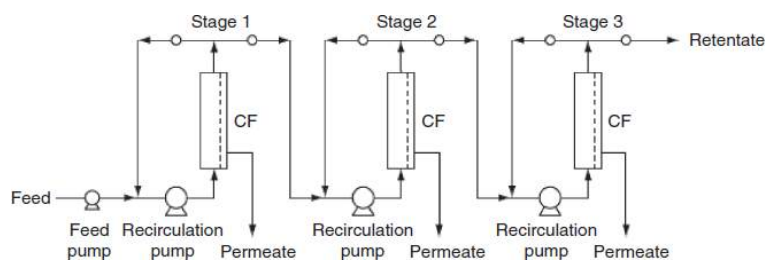 Stage 1
Stage 2
Stage 3
Retentate
CF
CF
CF
Feed
Feed pump
Recirculation pump
Permeate
Recirculation pump
Permeate
Recirculation pump
Permeate